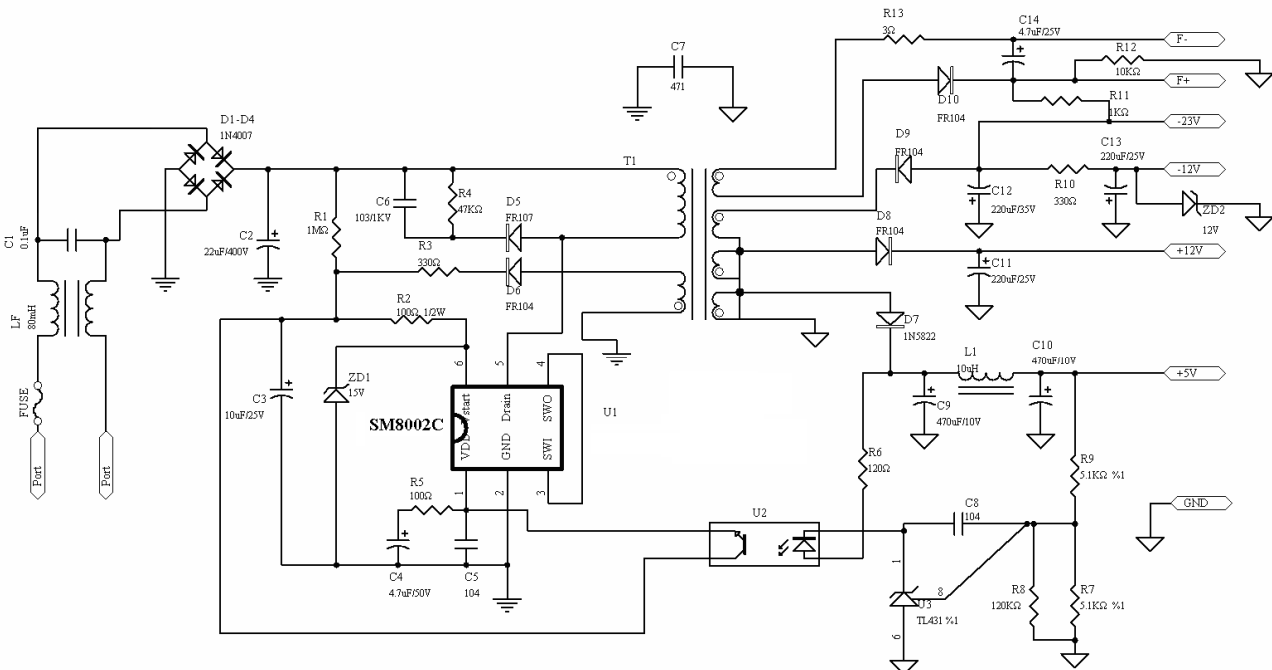 R13
3Ω
C14
4.7uF/25V
F-
C7
471
R12
10KΩ
F+
D10
FR104
R11
1KΩ
-23V
D1-D4
1N4007
D9
FR104
C13
220uF/25V
-12V
T1
R4
47KΩ
C6
103/1KV
D5
FR107
R1
1MΩ
C12
220uF/35V
R10
330Ω
ZD2
12V
C1
0.1uF
C2
22uF/400V
R3
330Ω
D8
FR104
+12V
C11
220uF/25V
D6
FR104
LF
80mH
R2
100Ω 1/2W
D7
1N5822
L1
10uH
C10
470uF/10V
+5V
6
5
4
ZD1
15V
C3
10uF/25V
FUSE
Vstart
Drain
SWO
SM8002C
U1
VDD
GND
SWI
1
2
3
C9
470uF/10V
R6
120Ω
R9
5.1KΩ %1
Port
Port
R5
100Ω
U2
C8
104
GND
C4
4.7uF/50V
C5
104
1
8
U3
TL431 %1
6
R8
120KΩ
R7
5.1KΩ %1